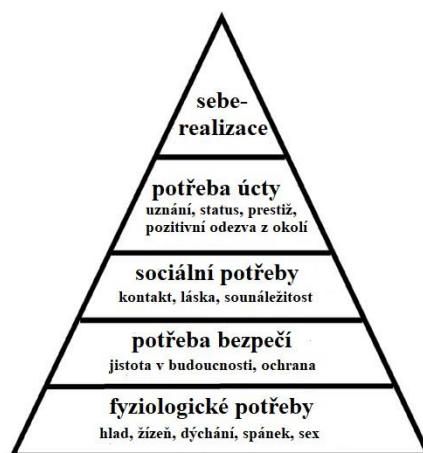 sebe-
realizace
potřeba úcty
uznání, status, prestiž,
pozitivní odezva z okolí
sociální potřeby
kontakt, láska, sounáležitost
potřeba bezpečí
jistota v budoucnosti, ochrana
fyziologické potřeby
hlad, žízeň, dýchání, spánek, sex